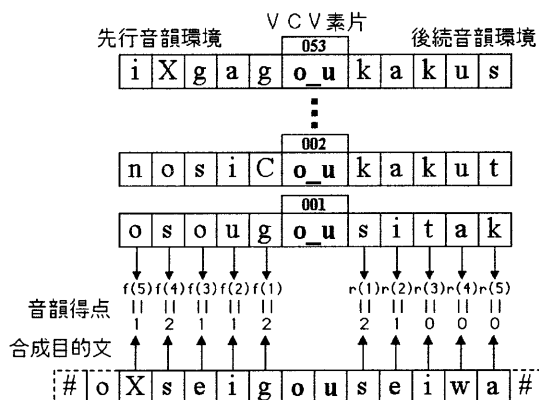 VCV素片
先行音韻環境 053 後続音韻環境
i X g a g o_u k a k u s
002
n o s i C o_u k a k u t
001
o s o u g o_u s i t a k
f(5) f(4) f(3) f(2) f(1) r(1) r(2) r(3) r(4) r(5)
音韻得点 = 1 = 2 = 1 = 1 = 2 = 2 = 1 = 0 = 0 = 0
合成目的文
# o X s e i g o u s e i w a #